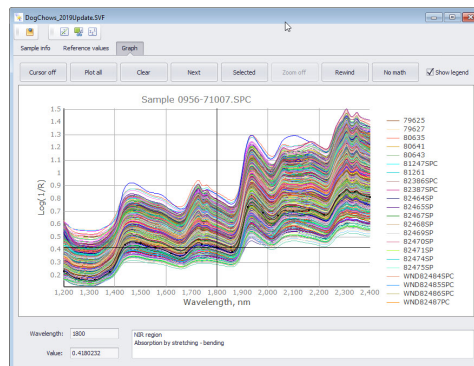 DogChows_2019Update.SVF
Sample info Reference values Graph
Cursor off Plot all Clear Next Selected Zoom off Rewind No math Show legend
Sample 0956-71007.SPC
Log(1/R)
1.5
1.4
1.3
1.2
1.1
1
0.9
0.8
0.7
0.6
0.5
0.4
0.3
0.2
1,200 1,300 1,400 1,500 1,600 1,700 1,800 1,900 2,000 2,100 2,200 2,300 2,400
Wavelength, nm
79625
79627
80635
80641
80643
81247SPC
81261
82386SPC
82387SPC
82464SP
82465SP
82467SP
82468SP
82469SP
82470SP
82471SP
82474SP
82475SP
WND82484SPC
WND82485SPC
WND82486SPC
WND82487PC
Wavelength: 1800
Value: 0.4180232
NIR region
Absorption by stretching - bending